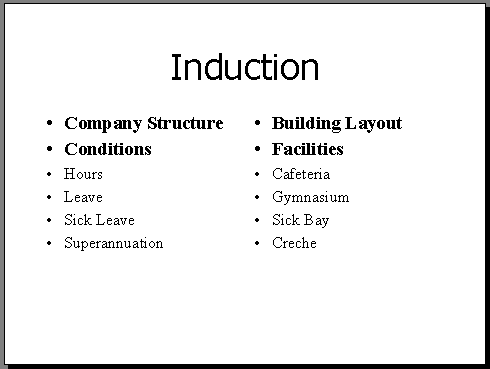 Induction
• Company Structure
• Conditions
• Hours
• Leave
• Sick Leave
• Superannuation
• Building Layout
• Facilities
• Cafeteria
• Gymnasium
• Sick Bay
• Creche